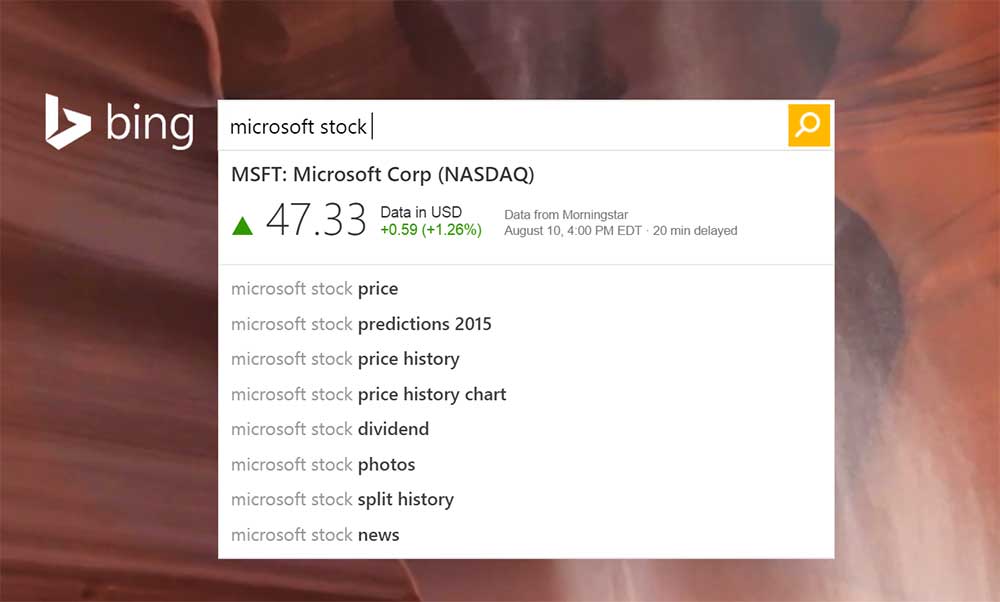 bing
microsoft stock
MSFT: Microsoft Corp (NASDAQ)
47.33
Data in USD
+0.59 (+1.26%)
Data from Morningstar
August 10, 4:00 PM EDT · 20 min delayed
microsoft stock price
microsoft stock predictions 2015
microsoft stock price history
microsoft stock price history chart
microsoft stock dividend
microsoft stock photos
microsoft stock split history
microsoft stock news